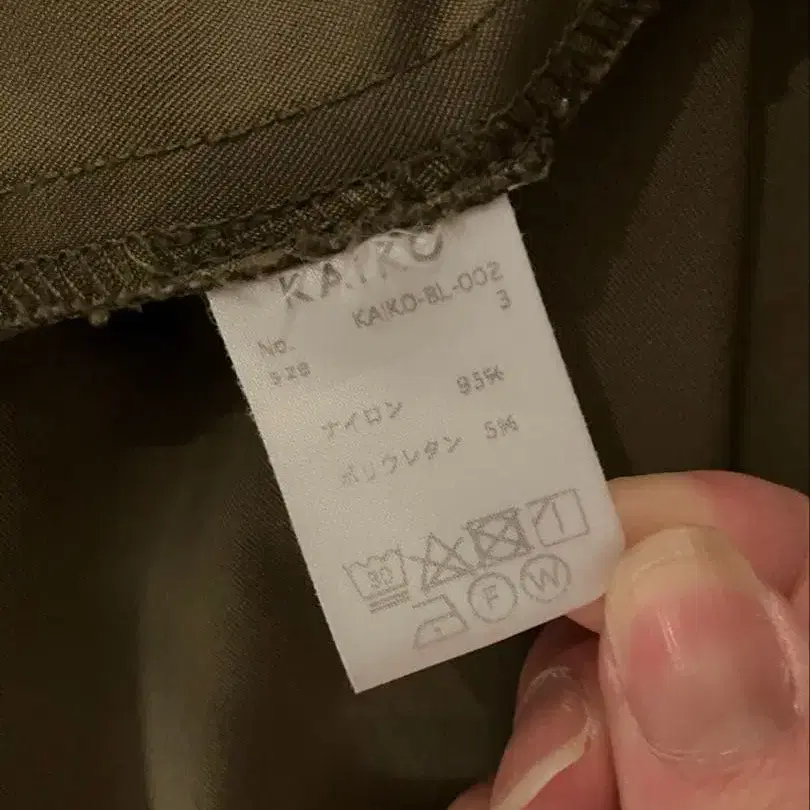 KAIKO
No. KAIKO-BL-002
size 3
ナイロン 95%
ポリウレタン 5%
30
F W